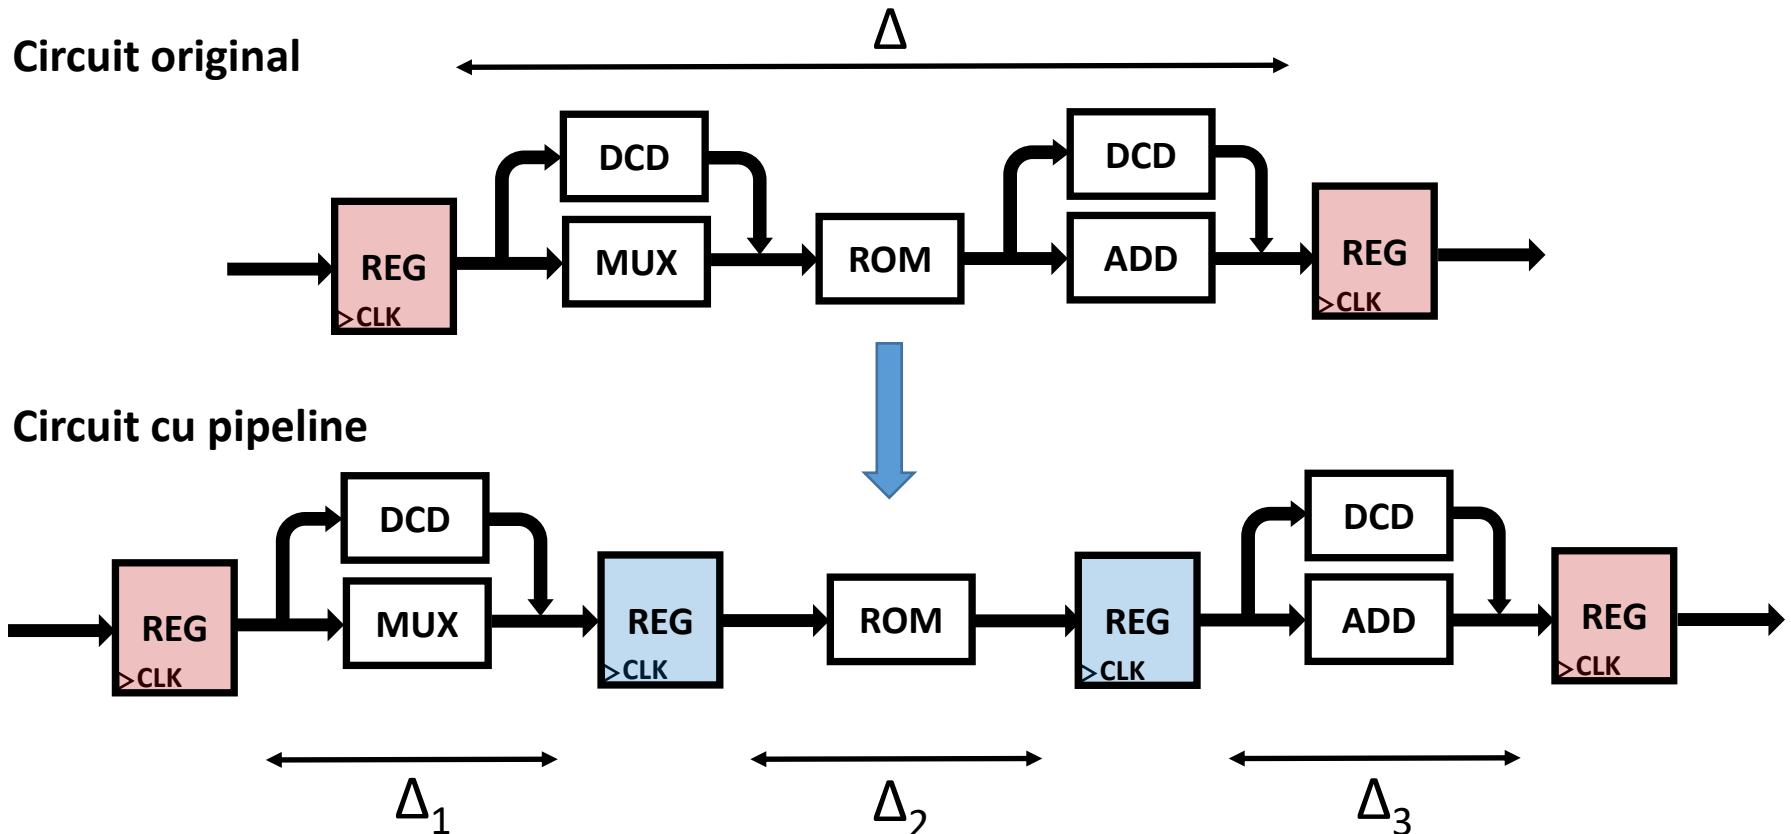 Δ
Circuit original
DCD
DCD
REG
MUX
ROM
ADD
REG
CLK
CLK
Circuit cu pipeline
DCD
DCD
REG
MUX
REG
ROM
REG
ADD
REG
CLK
CLK
CLK
CLK
Δ1
Δ2
Δ3